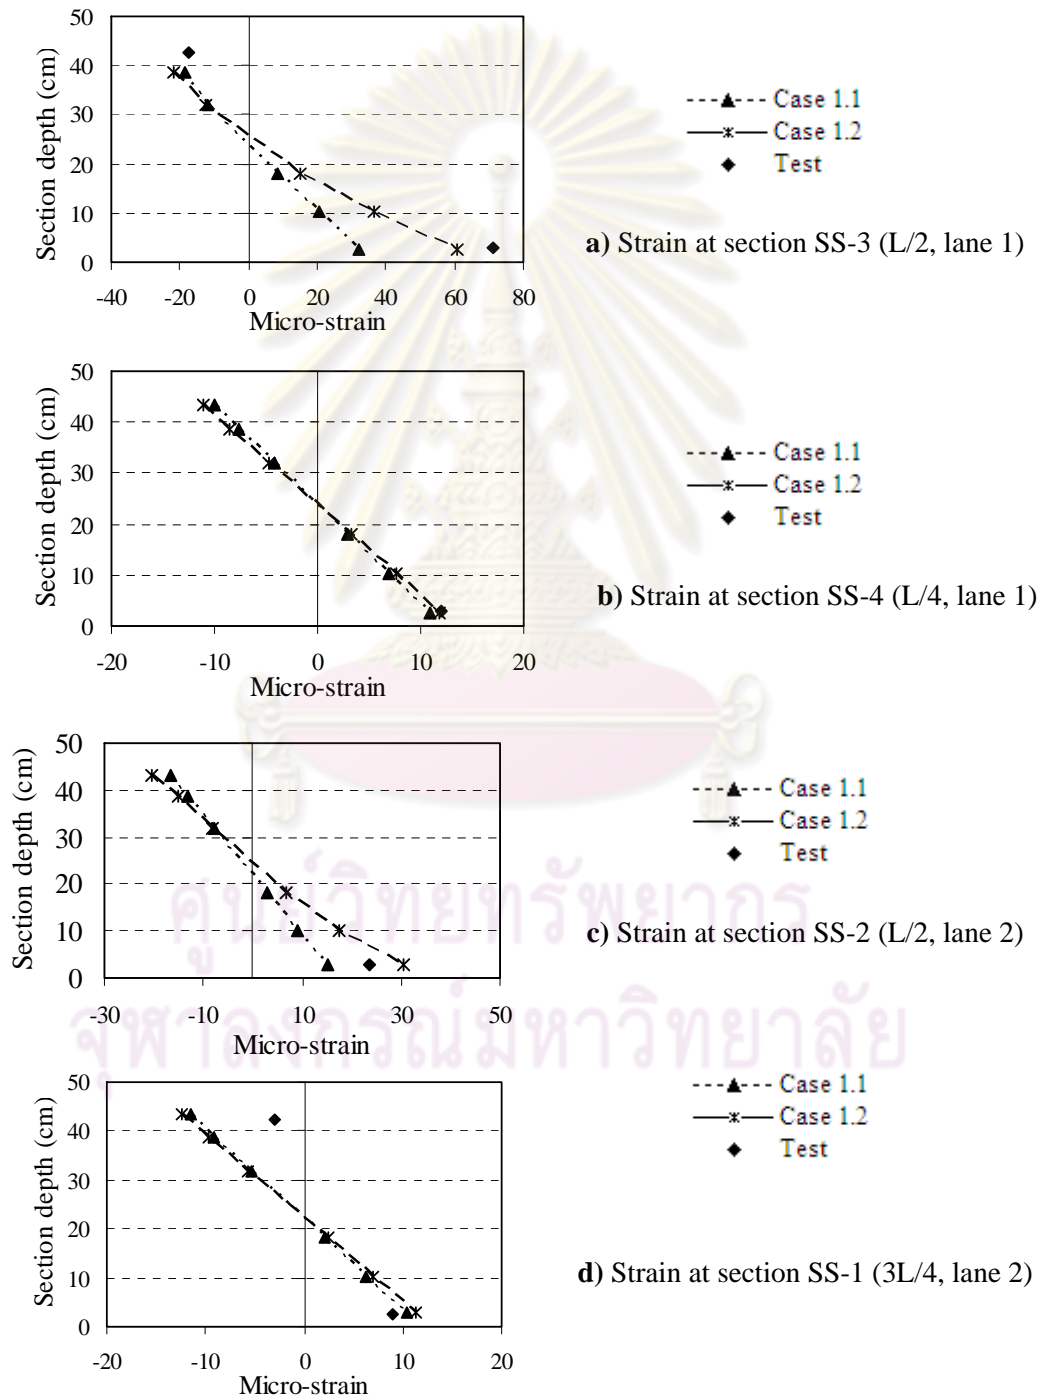 50
40
30
20
10
0
Section depth (cm)
-40 -20 0 20 40 60 80
Micro-strain
Case 1.1
Case 1.2
Test
a) Strain at section SS-3 (L/2, lane 1)
50
40
30
20
10
0
Section depth (cm)
-20 -10 0 10 20
Micro-strain
Case 1.1
Case 1.2
Test
b) Strain at section SS-4 (L/4, lane 1)
50
40
30
20
10
0
Section depth (cm)
-30 -10 10 30 50
Micro-strain
Case 1.1
Case 1.2
Test
c) Strain at section SS-2 (L/2, lane 2)
ศูนย์วิทยทรัพยากร
จุฬาลงกรณ์มหาวิทยาลัย
50
40
30
20
10
0
Section depth (cm)
-20 -10 0 10 20
Micro-strain
Case 1.1
Case 1.2
Test
d) Strain at section SS-1 (3L/4, lane 2)